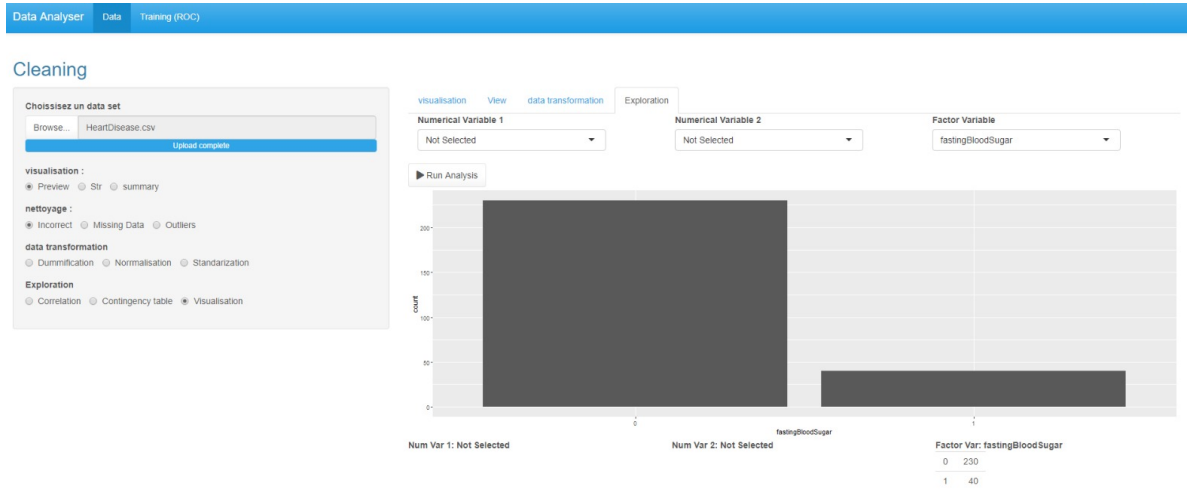 Data Analyser Data Training (ROC)
Cleaning
Choissisez un data set
Browse... HeartDisease.csv
Upload complete
visualisation :
Preview Str summary
nettoyage :
Incorrect Missing Data Outliers
data transformation
Dummification Normalisation Standarization
Exploration
Correlation Contingency table Visualisation
visualisation View data transformation Exploration
Numerical Variable 1 Numerical Variable 2 Factor Variable
Not Selected Not Selected fastingBloodSugar
Run Analysis
200
150
count
100
50
0
0 1
fastingBloodSugar
Num Var 1: Not Selected Num Var 2: Not Selected Factor Var: fastingBloodSugar
0 230
1 40